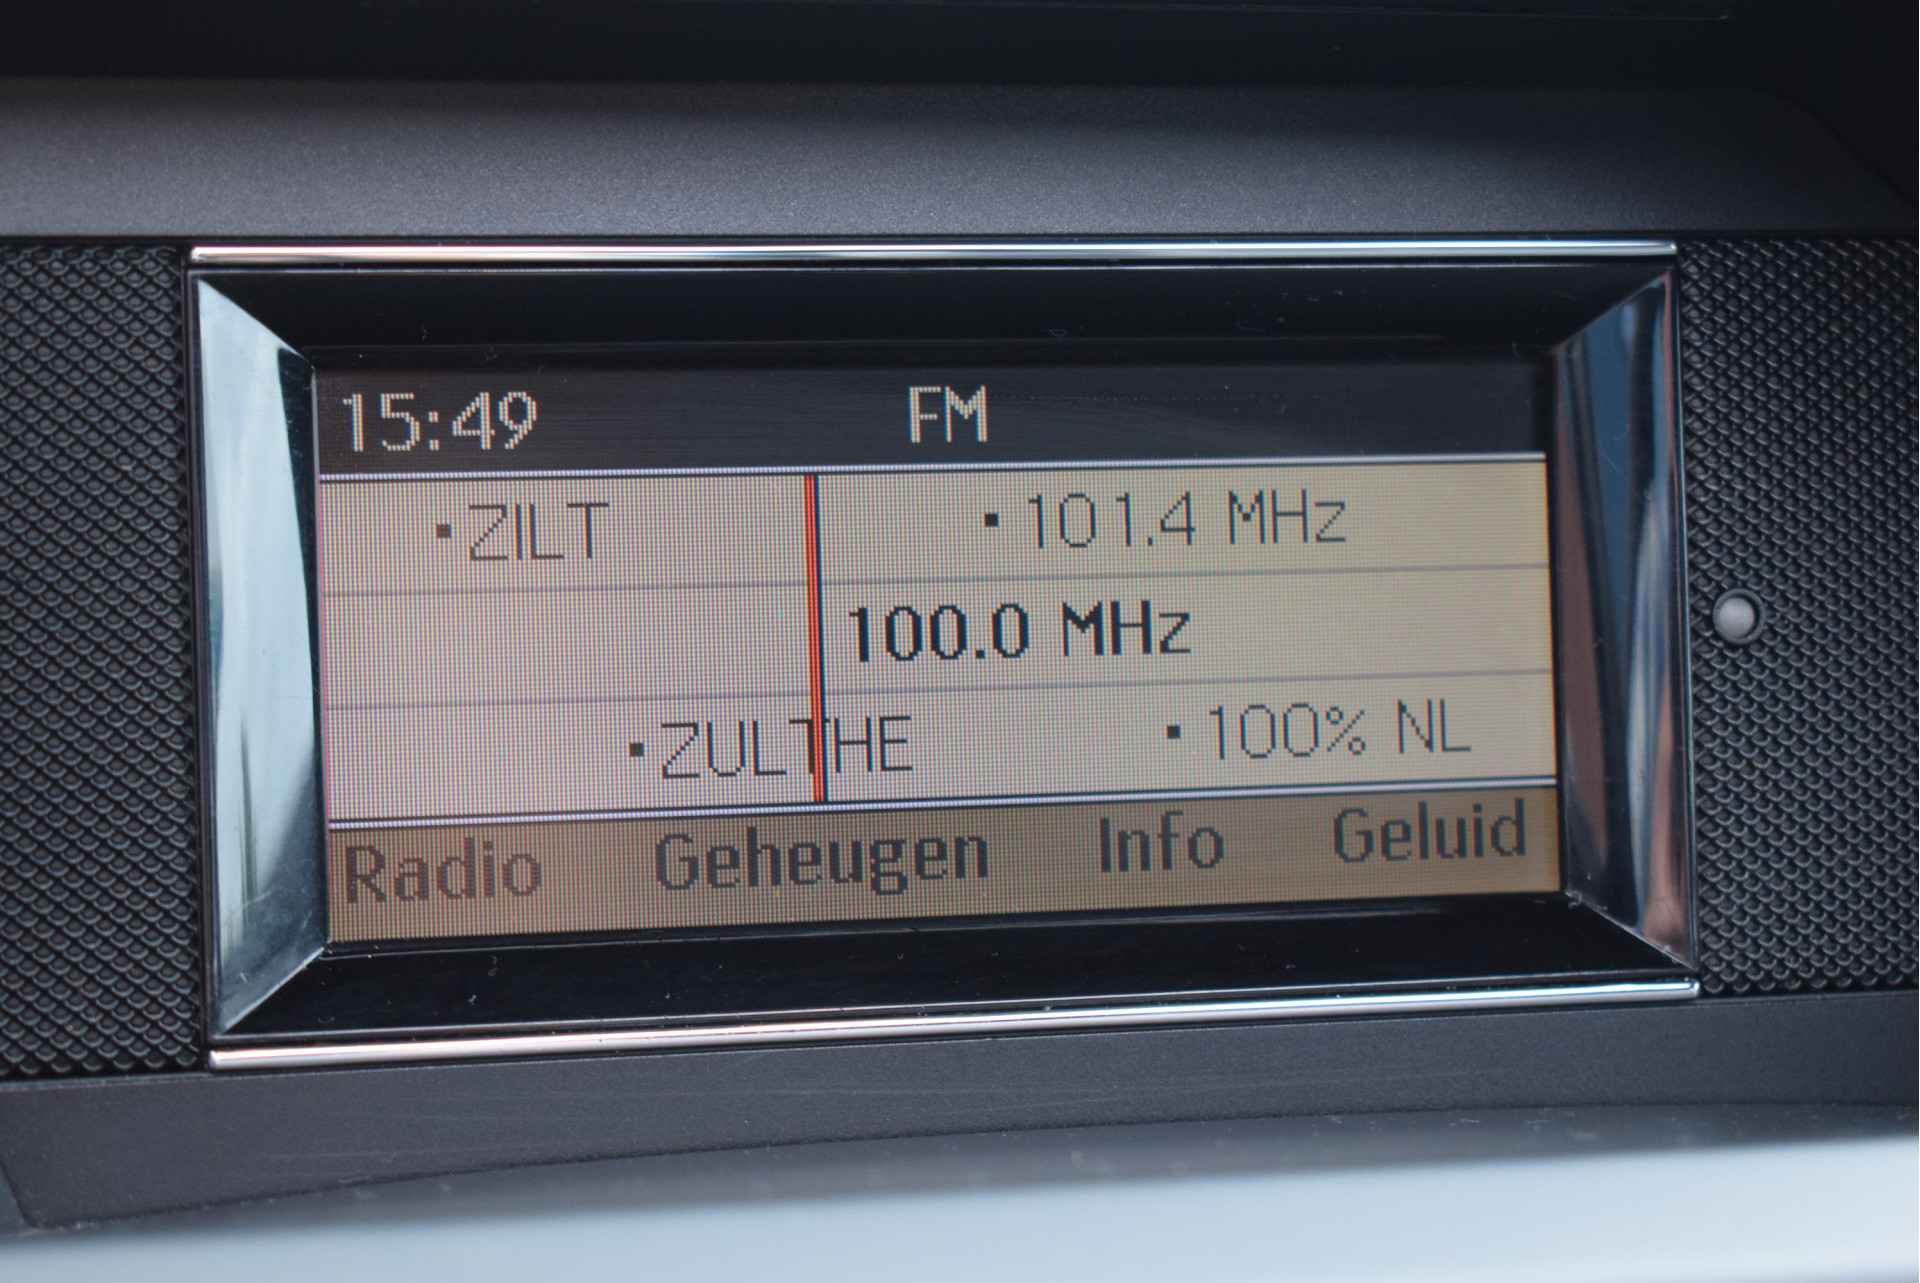 15:49 FM
ZILT 101.4 MHz
100.0 MHz
ZULTHE 100% NL
Radio Geheugen Info Geluid